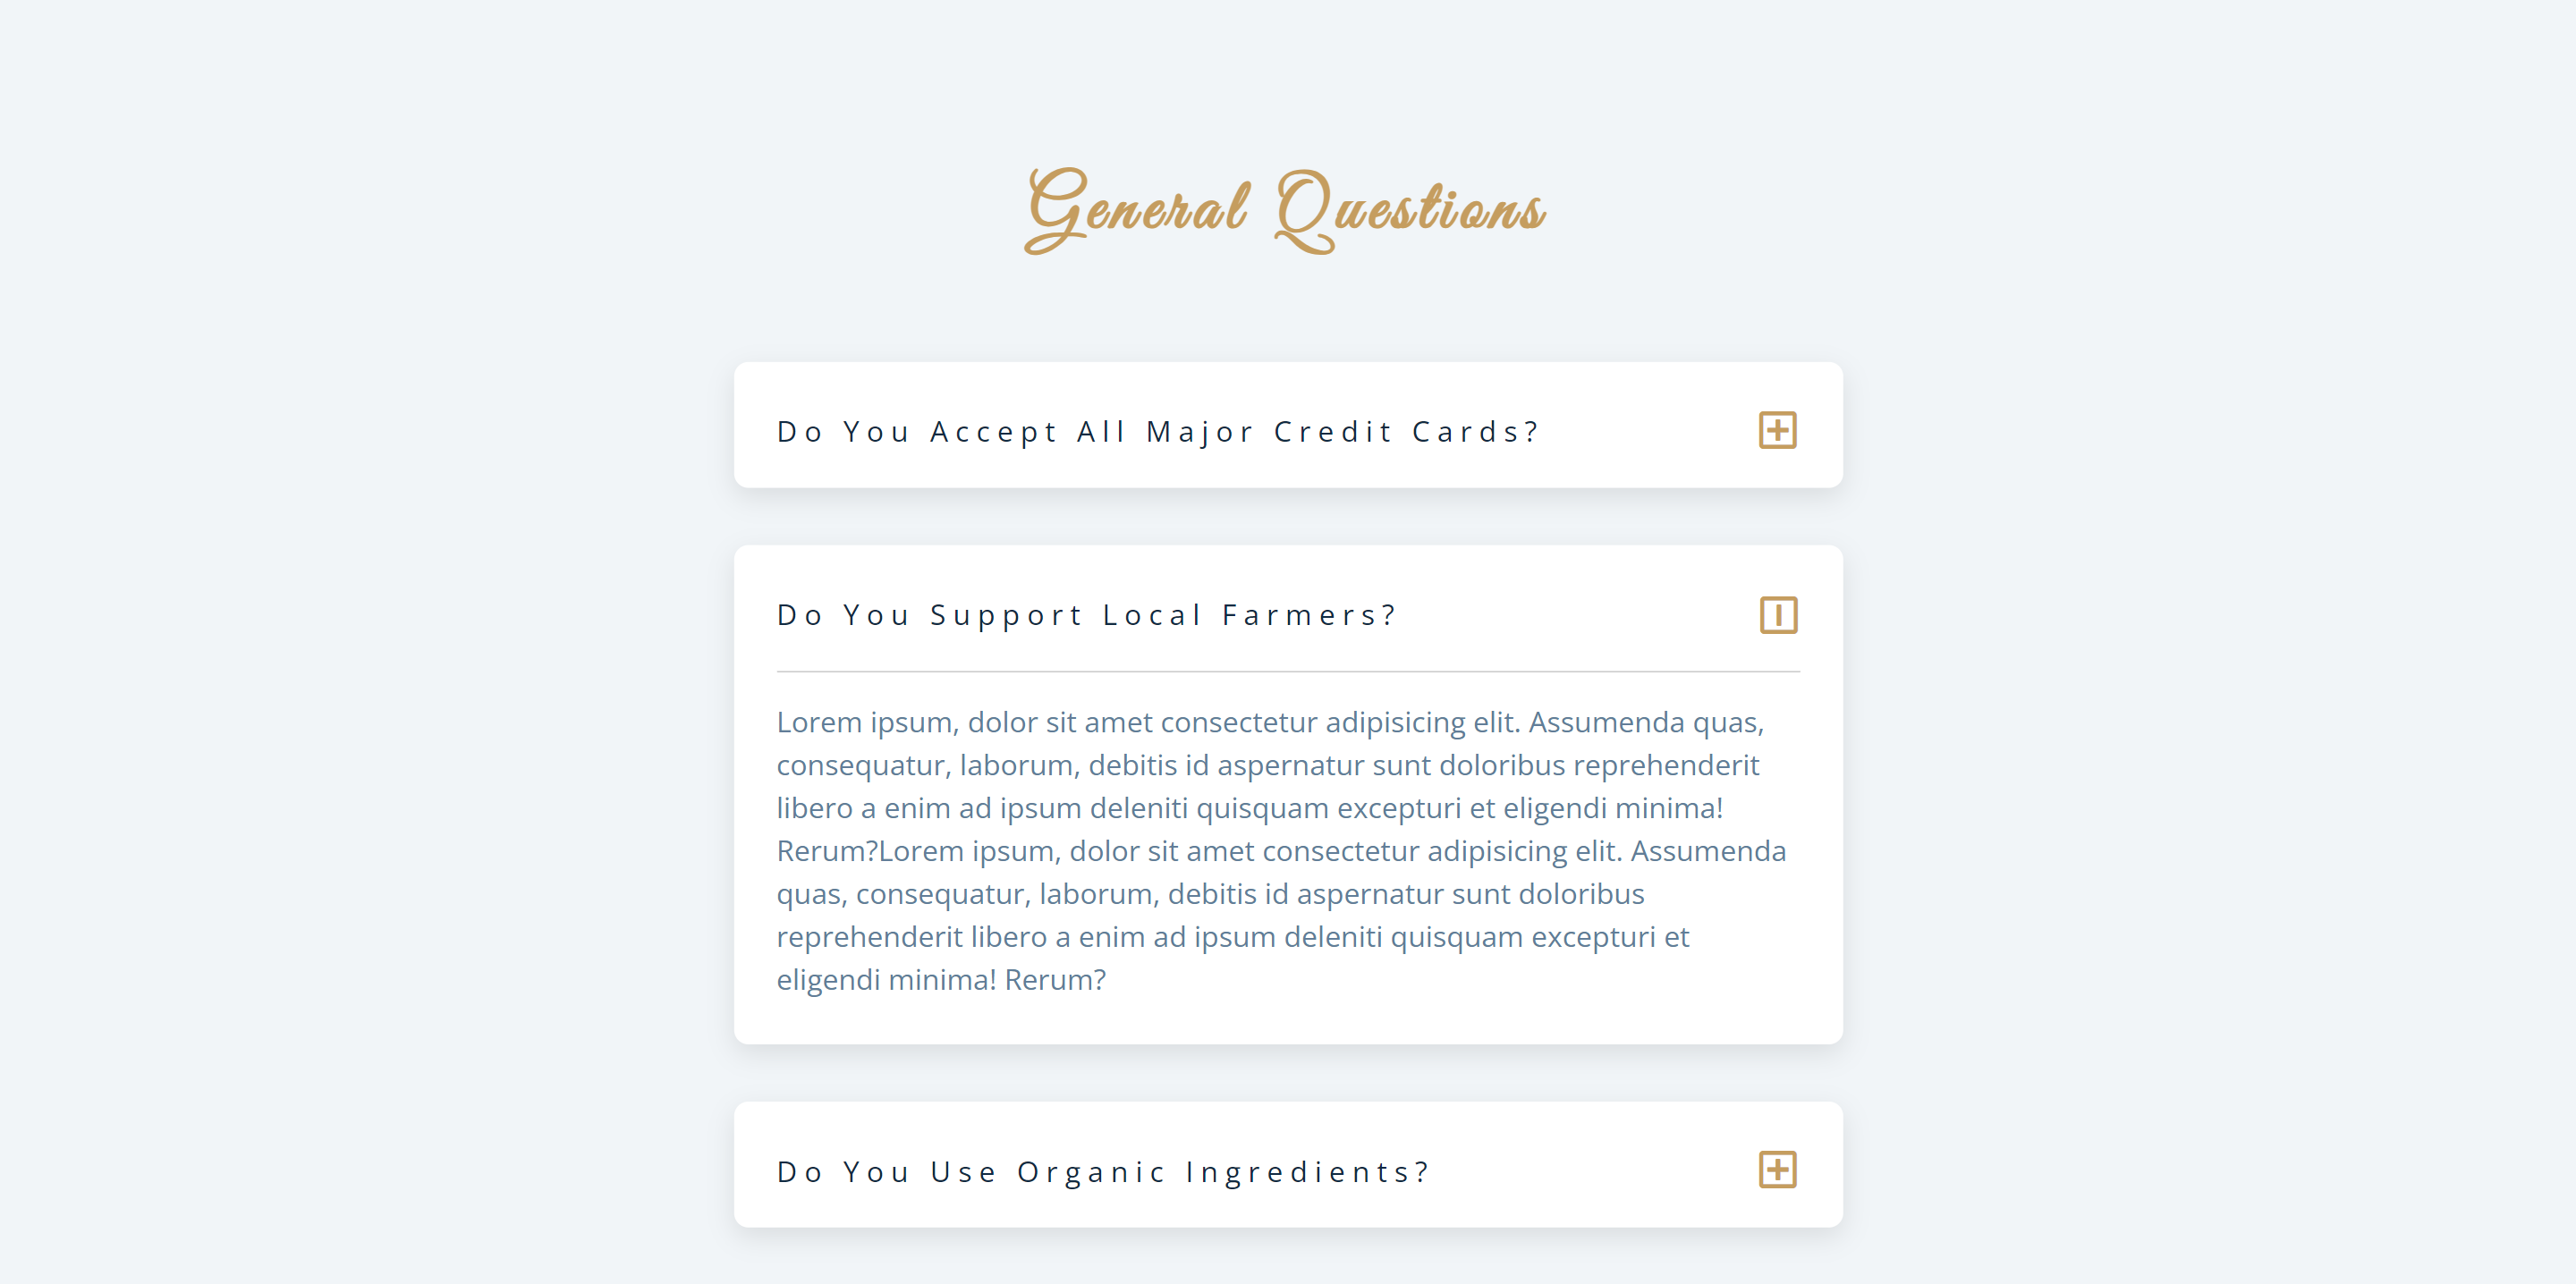 General Questions
Do You Accept All Major Credit Cards?
Do You Support Local Farmers?
Lorem ipsum, dolor sit amet consectetur adipisicing elit. Assumenda quas,
consequatur, laborum, debitis id aspernatur sunt doloribus reprehenderit
libero a enim ad ipsum deleniti quisquam excepturi et eligendi minima!
Rerum?Lorem ipsum, dolor sit amet consectetur adipisicing elit. Assumenda
quas, consequatur, laborum, debitis id aspernatur sunt doloribus
reprehenderit libero a enim ad ipsum deleniti quisquam excepturi et
eligendi minima! Rerum?
Do You Use Organic Ingredients?